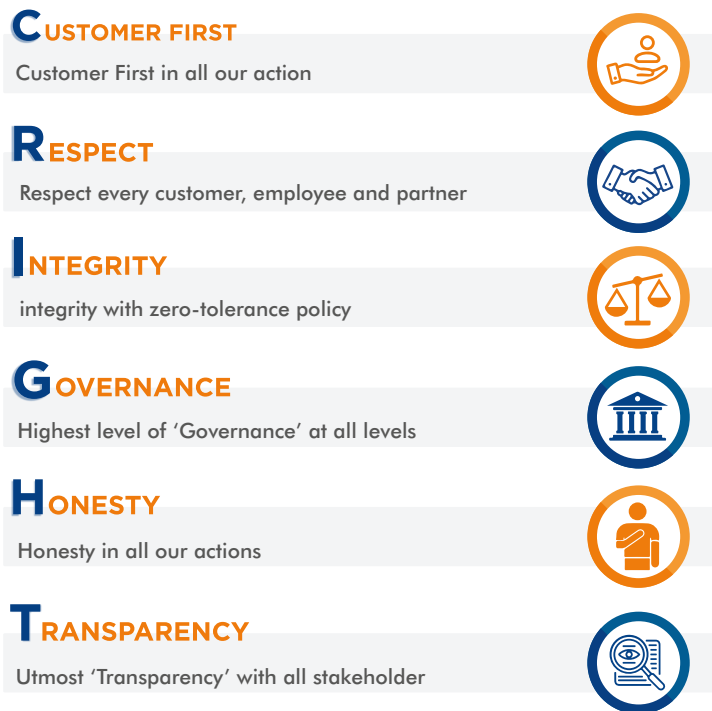 CUSTOMER FIRST
Customer First in all our action
RESPECT
Respect every customer, employee and partner
INTEGRITY
integrity with zero-tolerance policy
GOVERNANCE
Highest level of ‘Governance’ at all levels
HONESTY
Honesty in all our actions
TRANSPARENCY
Utmost ‘Transparency’ with all stakeholder